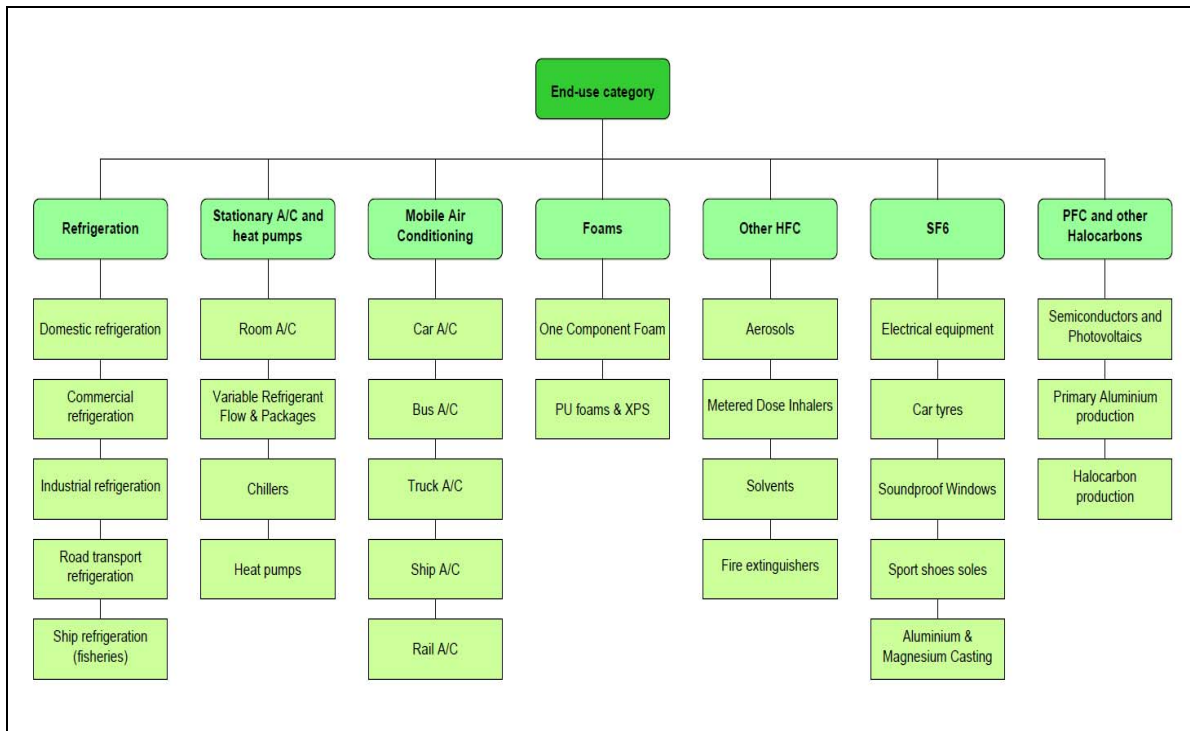 End-use category
Refrigeration
Stationary A/C and
heat pumps
Mobile Air
Conditioning
Foams
Other HFC
SF6
PFC and other
Halocarbons
Domestic refrigeration
Commercial
refrigeration
Industrial refrigeration
Road transport
refrigeration
Ship refrigeration
(fisheries)
Room A/C
Variable Refrigerant
Flow & Packages
Chillers
Heat pumps
Car A/C
Bus A/C
Truck A/C
Ship A/C
Rail A/C
One Component Foam
PU foams & XPS
Aerosols
Metered Dose Inhalers
Solvents
Fire extinguishers
Electrical equipment
Car tyres
Soundproof Windows
Sport shoes soles
Aluminium &
Magnesium Casting
Semiconductors and
Photovoltaics
Primary Aluminium
production
Halocarbon
production